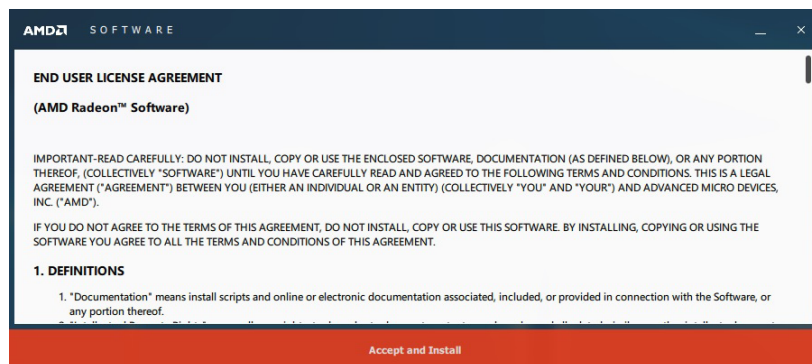 AMD SOFTWARE
END USER LICENSE AGREEMENT
(AMD Radeon™ Software)
IMPORTANT-READ CAREFULLY: DO NOT INSTALL, COPY OR USE THE ENCLOSED SOFTWARE, DOCUMENTATION (AS DEFINED BELOW), OR ANY PORTION
THEREOF, (COLLECTIVELY "SOFTWARE") UNTIL YOU HAVE CAREFULLY READ AND AGREED TO THE FOLLOWING TERMS AND CONDITIONS. THIS IS A LEGAL
AGREEMENT ("AGREEMENT") BETWEEN YOU (EITHER AN INDIVIDUAL OR AN ENTITY) (COLLECTIVELY "YOU" AND "YOUR") AND ADVANCED MICRO DEVICES,
INC. ("AMD").
IF YOU DO NOT AGREE TO THE TERMS OF THIS AGREEMENT, DO NOT INSTALL, COPY OR USE THIS SOFTWARE. BY INSTALLING, COPYING OR USING THE
SOFTWARE YOU AGREE TO ALL THE TERMS AND CONDITIONS OF THIS AGREEMENT.
1. DEFINITIONS
1. "Documentation" means install scripts and online or electronic documentation associated, included, or provided in connection with the Software, or
any portion thereof.
Accept and Install